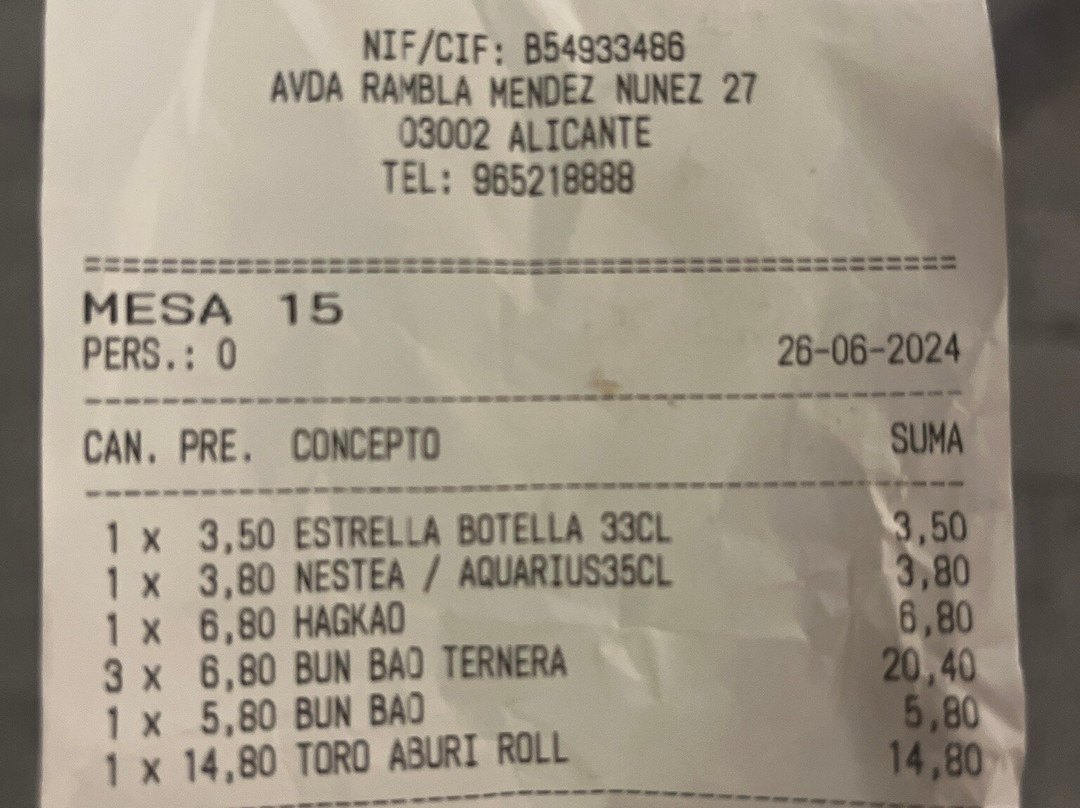 NIF/CIF: B54933486
AVDA RAMBLA MENDEZ NUNEZ 27
03002 ALICANTE
TEL: 965218888
MESA 15
PERS.: 0 26-06-2024
CAN. PRE. CONCEPTO SUMA
1 x 3,50 ESTRELLA BOTELLA 33CL 3,50
1 x 3,80 NESTEA / AQUARIUS35CL 3,80
1 x 6,80 HAGKAO 6,80
3 x 6,80 BUN BAO TERNERA 20,40
1 x 5,80 BUN BAO 5,80
1 x 14,80 TORO ABURI ROLL 14,80